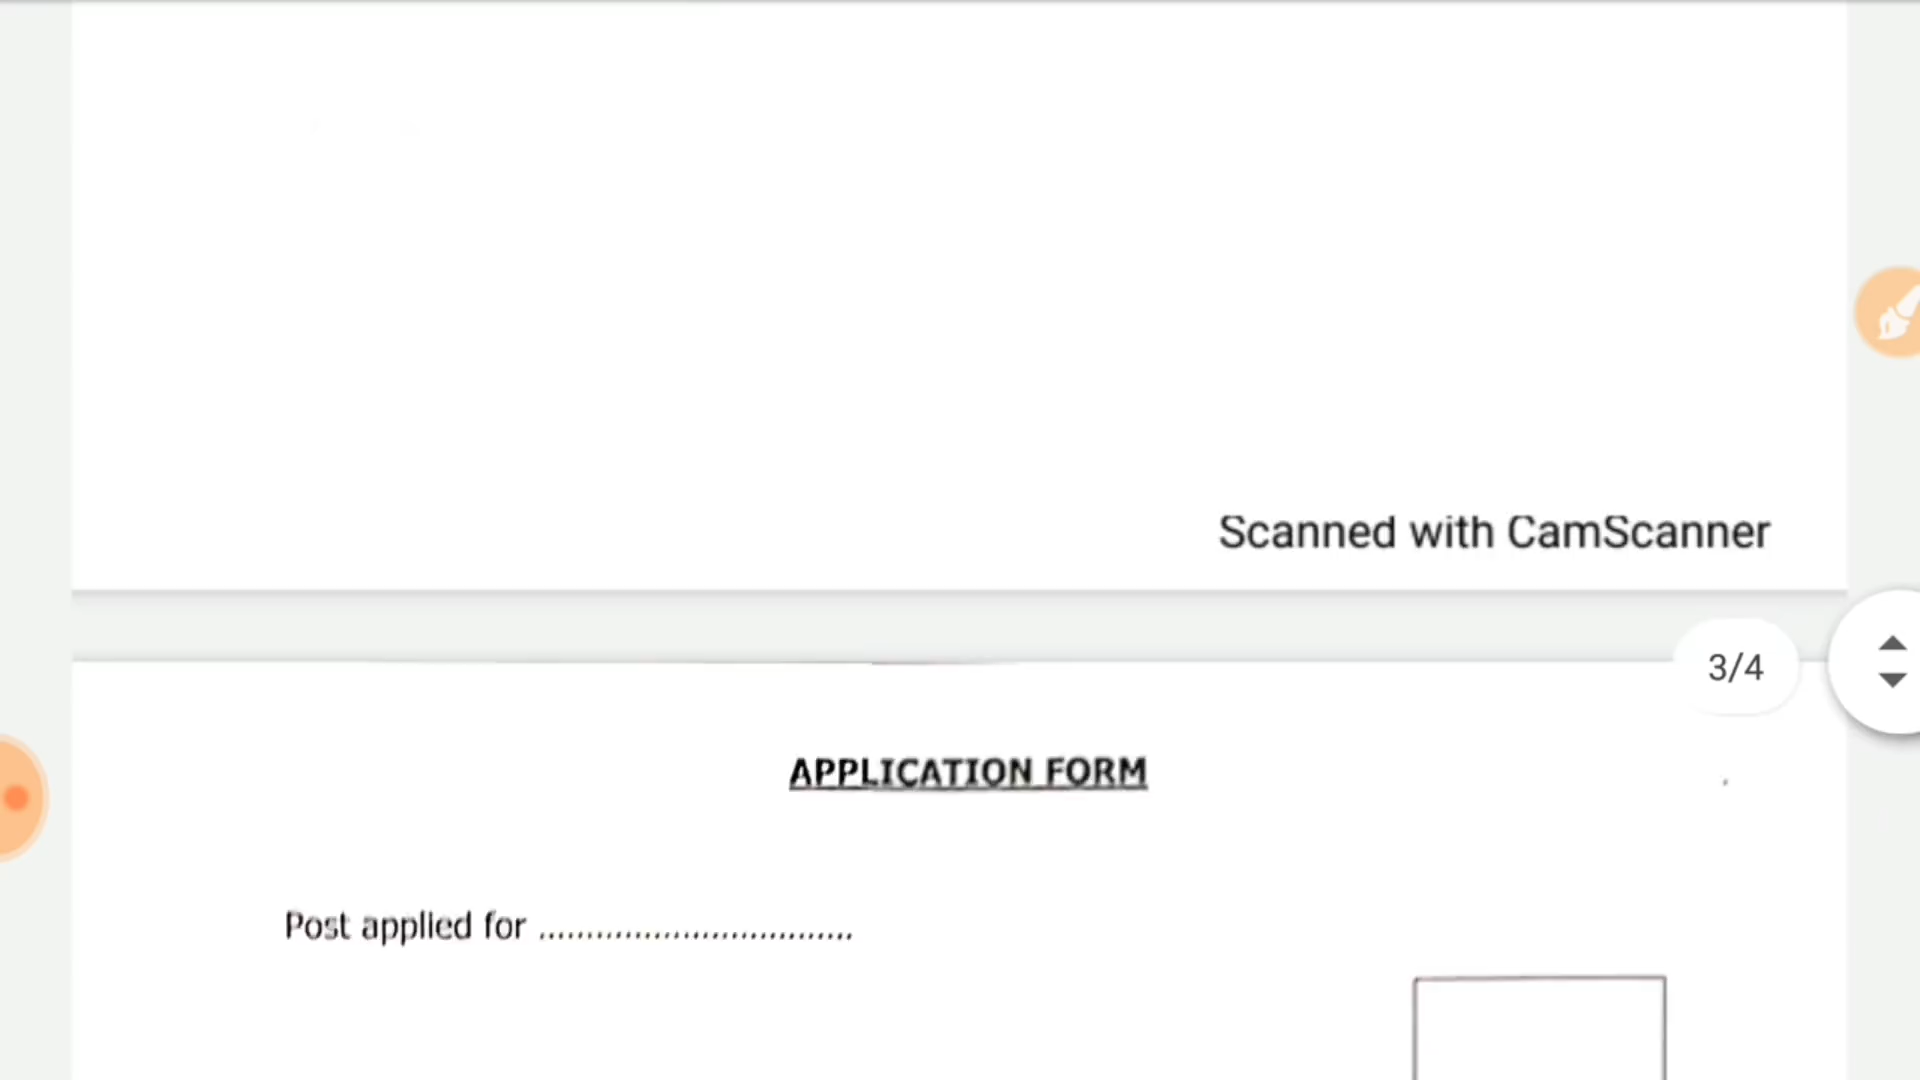 Scanned with CamScanner
3/4
APPLICATION FORM
Post applied for ................................